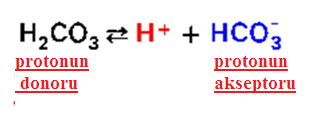 H₂CO₃ ⇄ H⁺ + HCO₃⁻
protonun protonun
donoru akseptoru